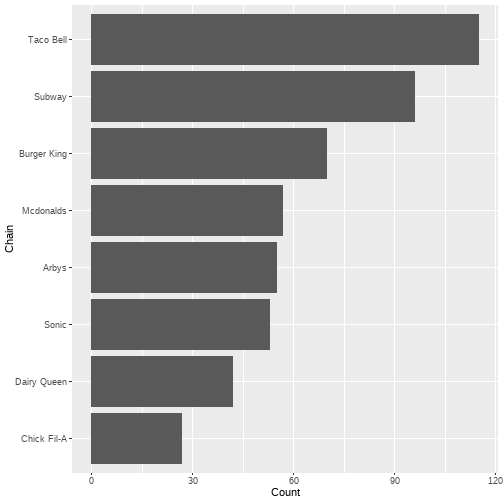 Taco Bell
Subway
Burger King
Mcdonalds
Arbys
Sonic
Dairy Queen
Chick Fil-A
Chain
0 30 60 90 120
Count